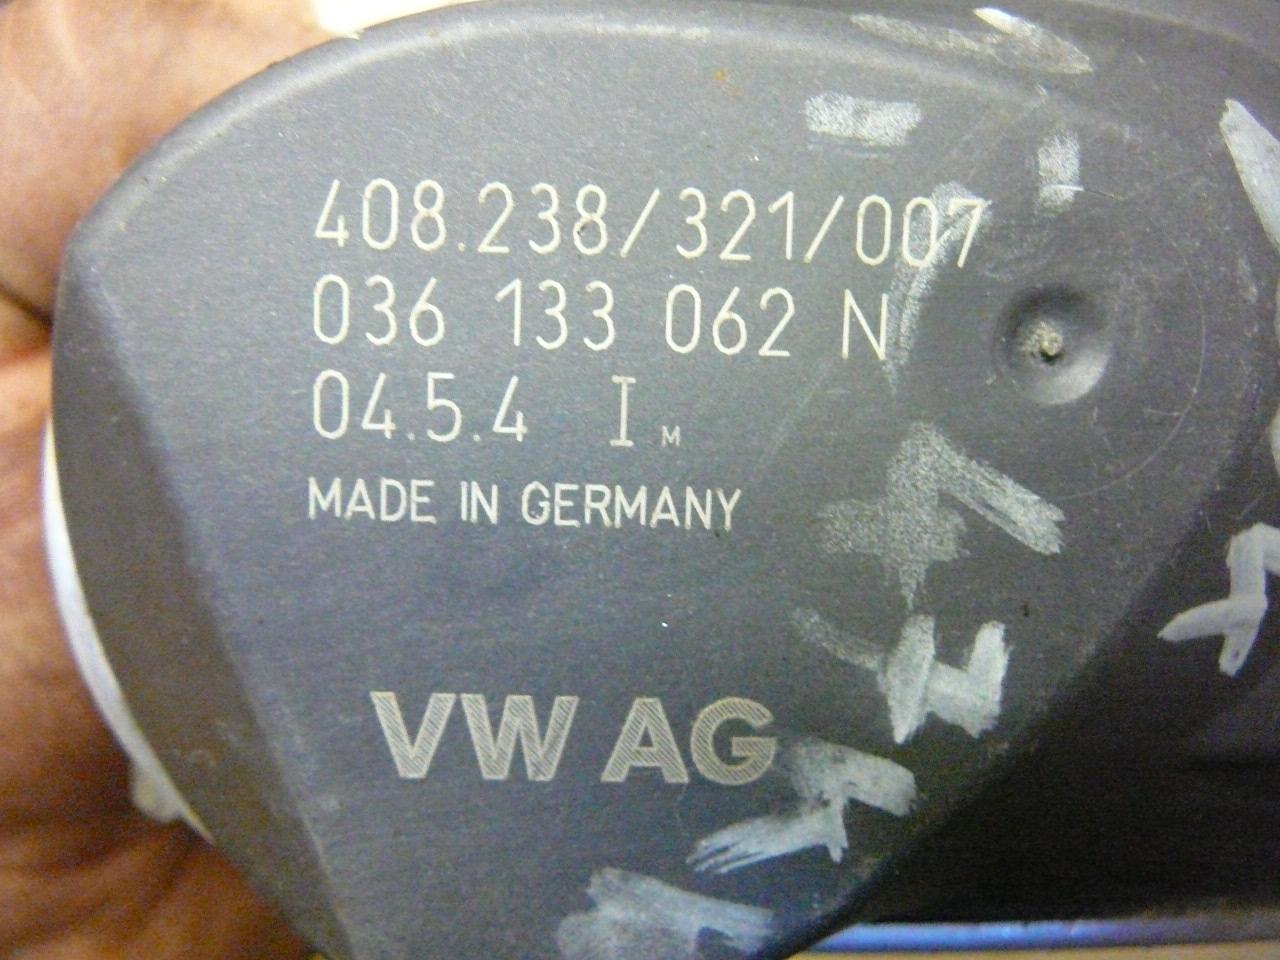 408.238/321/007
036 133 062 N
04.5.4 I M
MADE IN GERMANY
VW AG